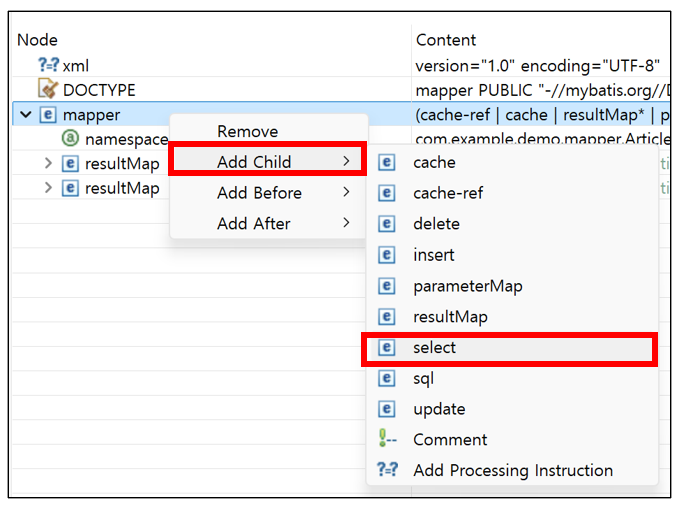 Node Content
?=? xml version="1.0" encoding="UTF-8"
DOCTYPE mapper PUBLIC "-//mybatis.org//
e mapper (cache-ref | cache | resultMap* | p
a namespace com.example.demo.mapper.Article
e resultMap
e resultMap
Remove
Add Child
Add Before
Add After
e cache
e cache-ref
e delete
e insert
e parameterMap
e resultMap
e select
e sql
e update
!-- Comment
?=? Add Processing Instruction